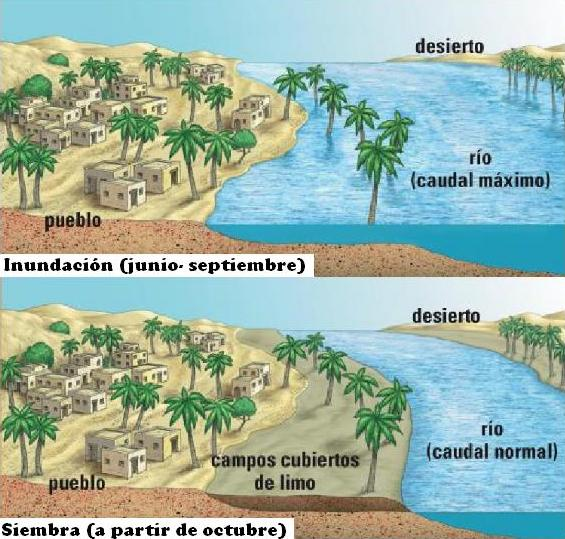 desierto
río
(caudal máximo)
pueblo
Inundación (junio- septiembre)
desierto
río
(caudal normal)
campos cubiertos
de limo
pueblo
Siembra (a partir de octubre)